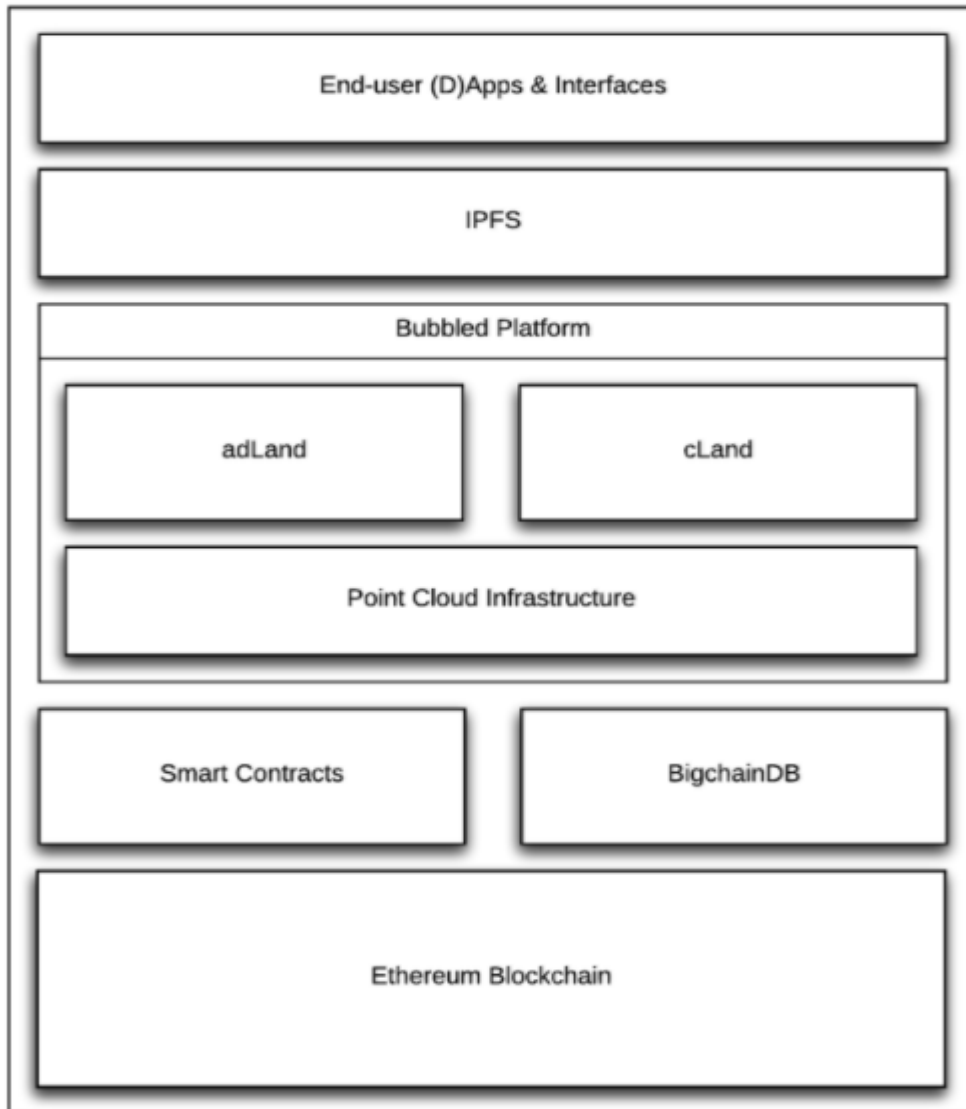 End-user (D)Apps & Interfaces
IPFS
Bubbled Platform
adLand
cLand
Point Cloud Infrastructure
Smart Contracts
BigchainDB
Ethereum Blockchain